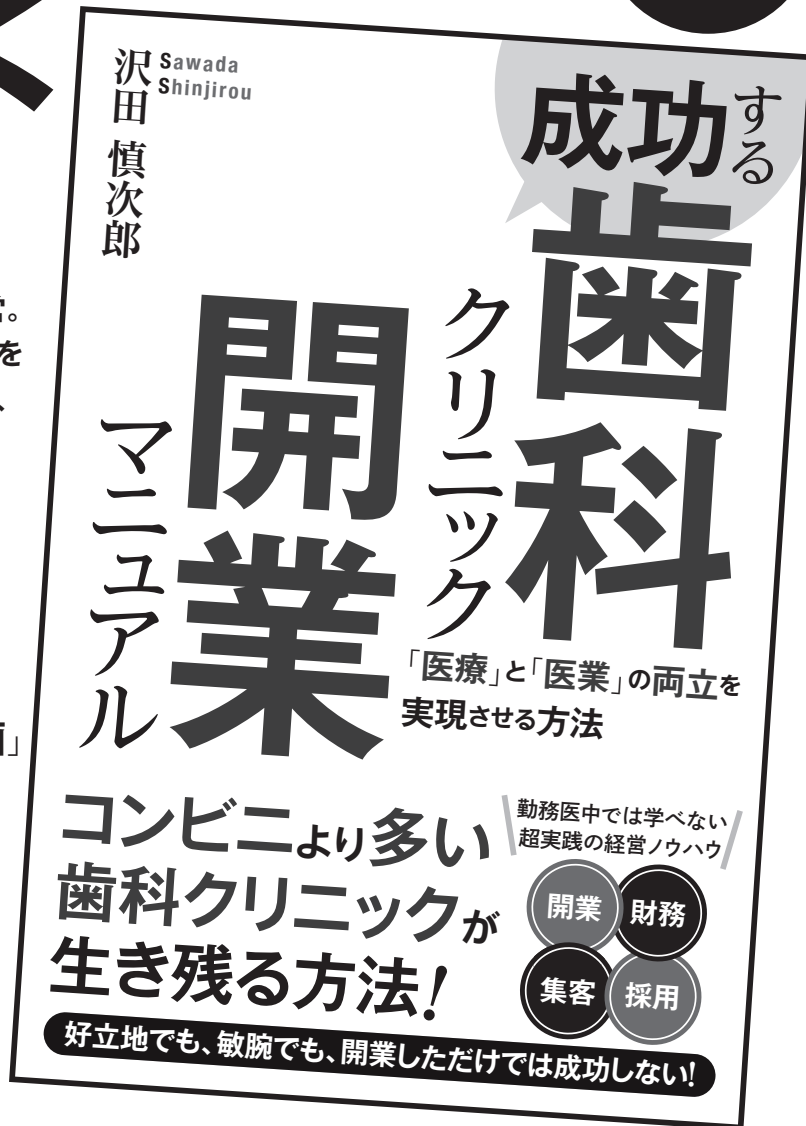 沢田 慎次郎
Sawada
Shinjirou
成功する
歯科
クリニック
開業
マニュアル
「医療」と「医業」の両立を
実現させる方法
コンビニより多い
歯科クリニックが
生き残る方法!
勤務医中では学べない
超実践の経営ノウハウ
開業
財務
集客
採用
好立地でも、敏腕でも、開業しただけでは成功しない!
を